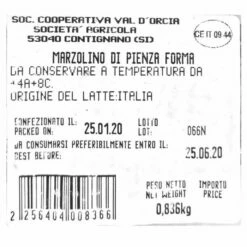 SOC. COOPERATIVA VAL D'ORCIA
SOCIETA' AGRICOLA
53040 CONTIGNANO (SI)
CE IT 09 44
MARZOLINO DI PIENZA FORMA
DA CONSERVARE A TEMPERATURA DA
+4A+8C.
ORIGINE DEL LATTE:ITALIA
CONFEZIONATO IL: 25.01.20 LOTTO
PACKED ON: LOT: 066N
DA CONSUMARSI PREFERIBILMENTE ENTRO IL:
BEST BEFORE: 25.06.20
PESO NETTO IMPORTO
NET WEIGHT PRICE
0,836kg
2 256404 008366